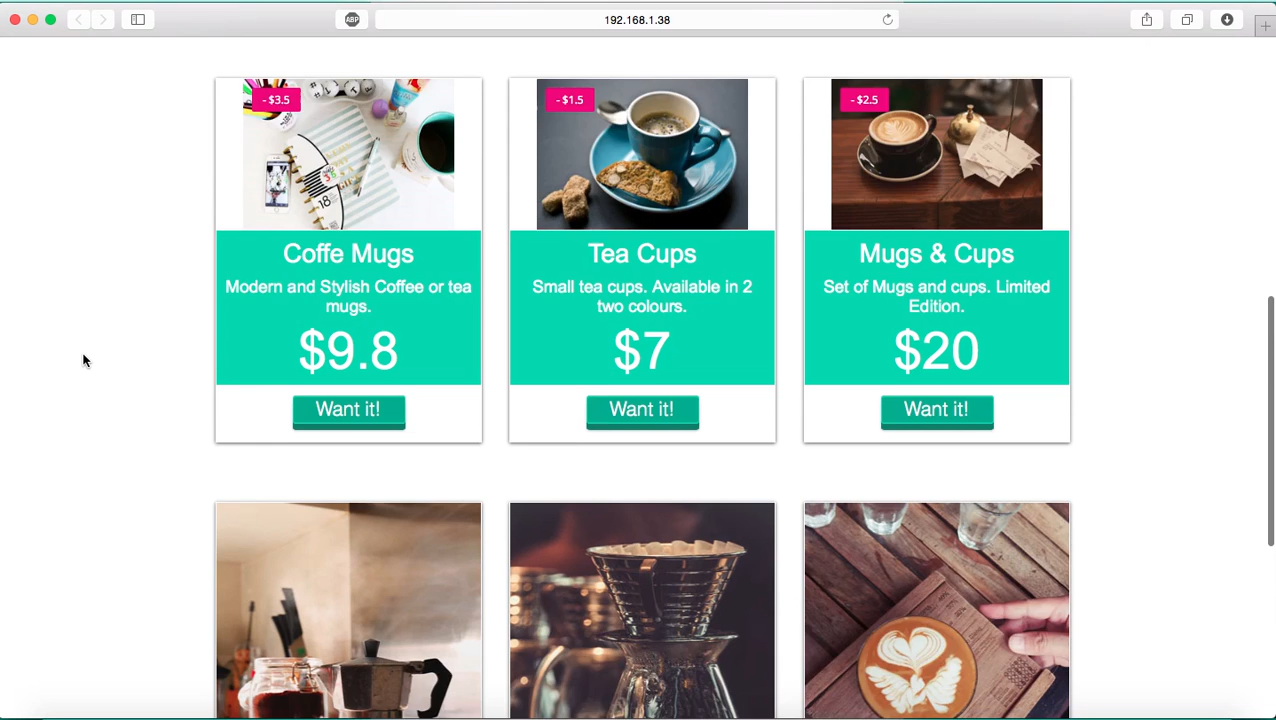 ABP
192.168.1.38
- $3.5
- $1.5
- $2.5
18
Coffe Mugs
Tea Cups
Mugs & Cups
Modern and Stylish Coffee or tea
mugs.
Small tea cups. Available in 2
two colours.
Set of Mugs and cups. Limited
Edition.
$9.8
$7
$20
Want it!
Want it!
Want it!